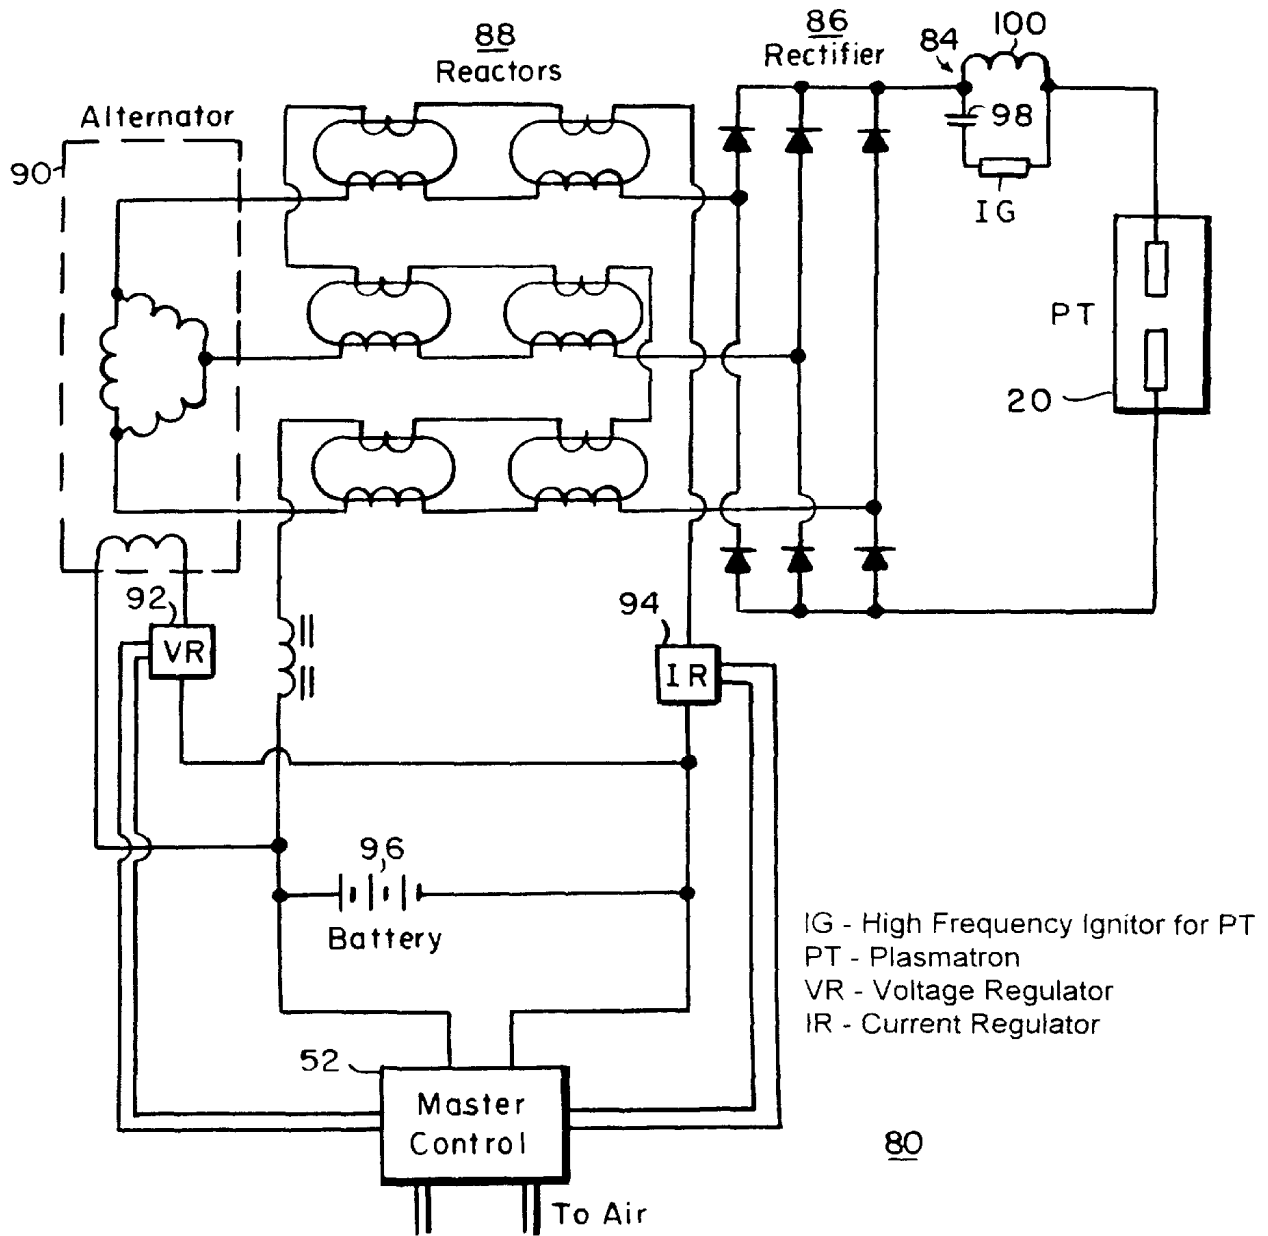 88
Reactors
86
Rectifier
84
100
Alternator
90
98
IG
PT
20
92
VR
94
IR
96
Battery
IG - High Frequency Ignitor for PT
PT - Plasmatron
VR - Voltage Regulator
IR - Current Regulator
52
Master
Control
80
To Air